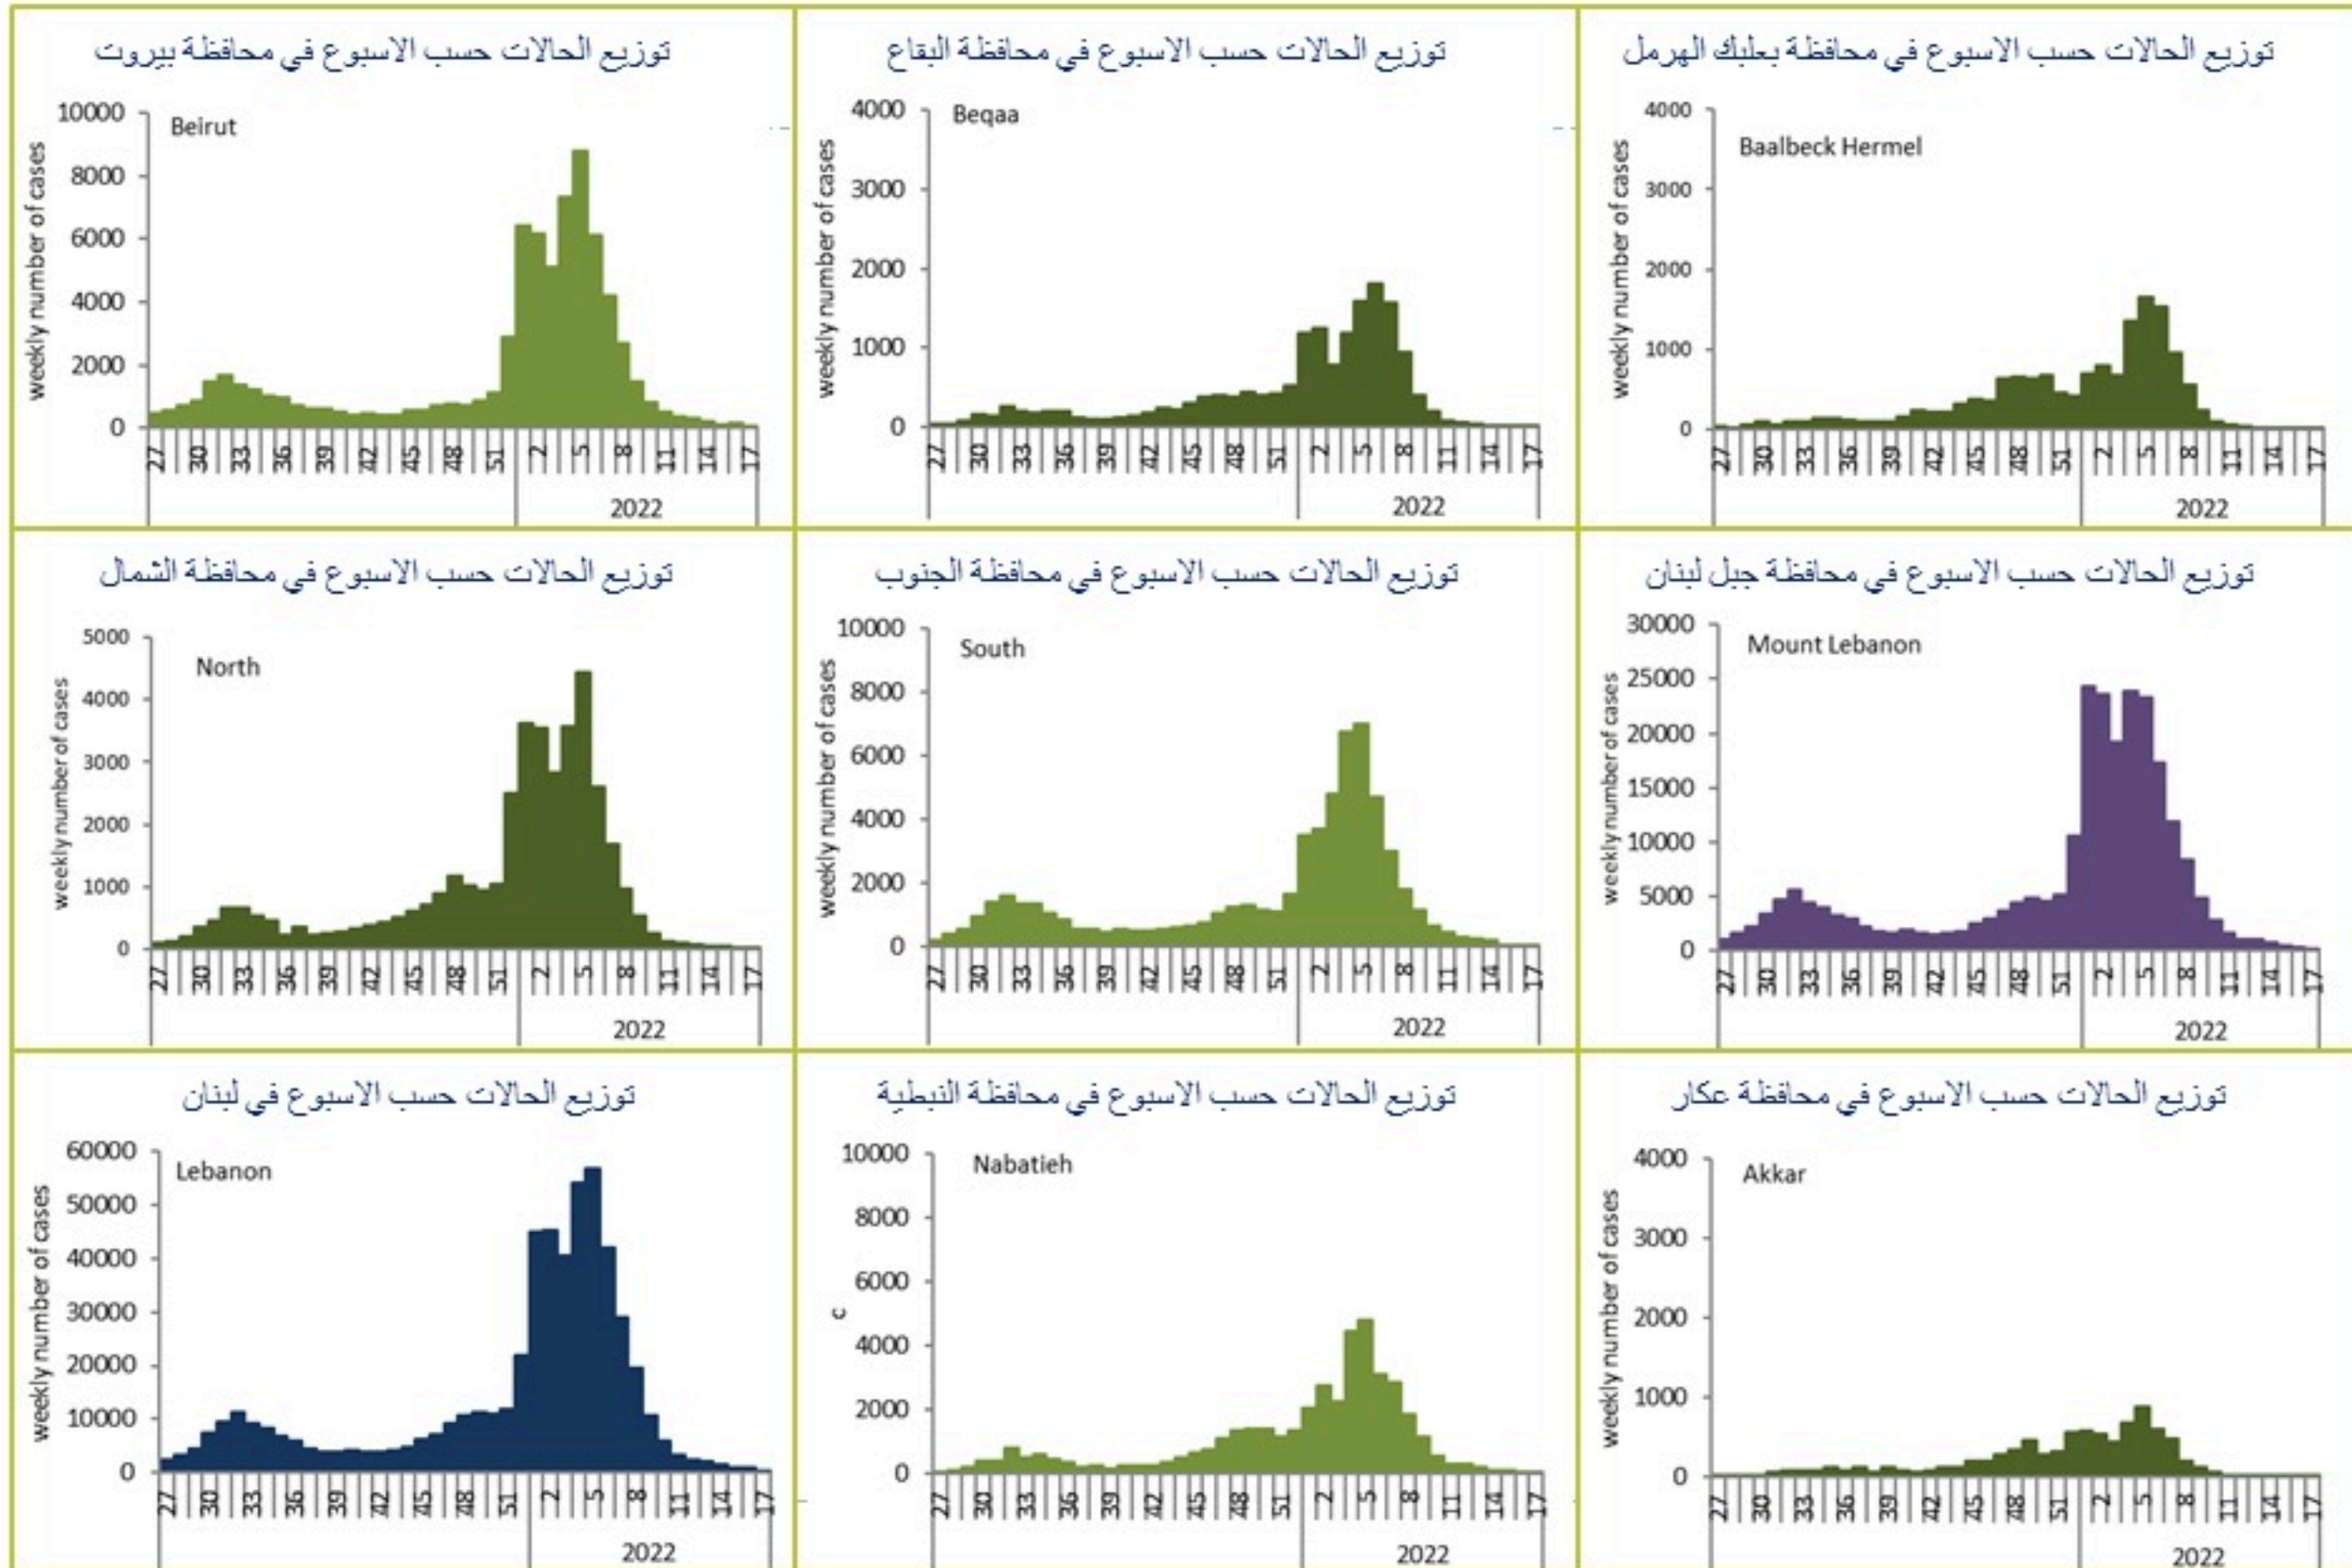 توزيع الحالات حسب الاسبوع في محافظة بيروت
Beirut
weekly number of cases
10000
8000
6000
4000
2000
0
27 30 33 36 39 42 45 48 51 2 5 8 11 14 17
2022
توزيع الحالات حسب الاسبوع في محافظة البقاع
Beqaa
weekly number of cases
4000
3000
2000
1000
0
27 30 33 36 39 42 45 48 51 2 5 8 11 14 17
2022
توزيع الحالات حسب الاسبوع في محافظة بعلبك الهرمل
Baalbeck Hermel
weekly number of cases
4000
3000
2000
1000
0
27 30 33 36 39 42 45 48 51 2 5 8 11 14 17
2022
توزيع الحالات حسب الاسبوع في محافظة الشمال
North
weekly number of cases
5000
4000
3000
2000
1000
0
27 30 33 36 39 42 45 48 51 2 5 8 11 14 17
2022
توزيع الحالات حسب الاسبوع في محافظة الجنوب
South
weekly number of cases
10000
8000
6000
4000
2000
0
27 30 33 36 39 42 45 48 51 2 5 8 11 14 17
2022
توزيع الحالات حسب الاسبوع في محافظة جبل لبنان
Mount Lebanon
weekly number of cases
30000
25000
20000
15000
10000
5000
0
27 30 33 36 39 42 45 48 51 2 5 8 11 14 17
2022
توزيع الحالات حسب الاسبوع في لبنان
Lebanon
weekly number of cases
60000
50000
40000
30000
20000
10000
0
27 30 33 36 39 42 45 48 51 2 5 8 11 14 17
2022
توزيع الحالات حسب الاسبوع في محافظة النبطية
Nabatieh
c
10000
8000
6000
4000
2000
0
27 30 33 36 39 42 45 48 51 2 5 8 11 14 17
2022
توزيع الحالات حسب الاسبوع في محافظة عكار
Akkar
weekly number of cases
4000
3000
2000
1000
0
27 30 33 36 39 42 45 48 51 2 5 8 11 14 17
2022